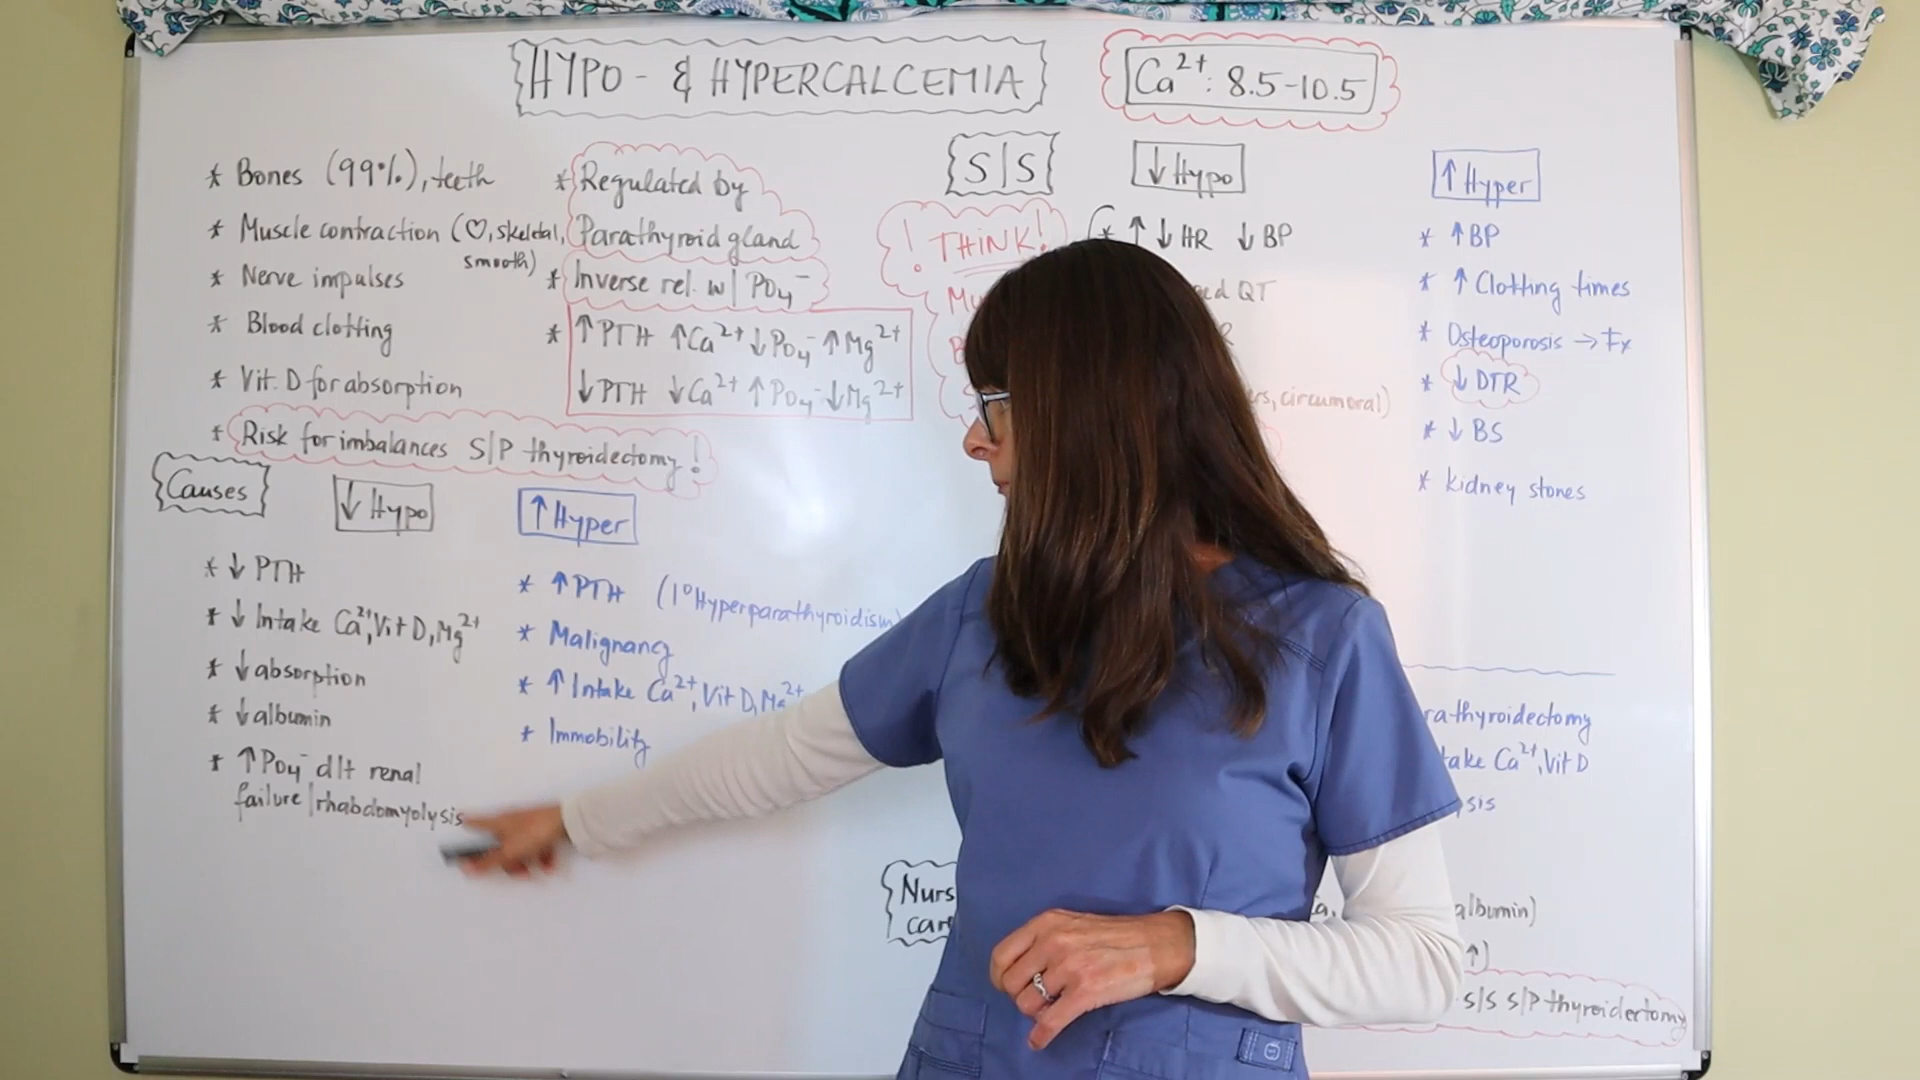 HYPO- & HYPERCALCEMIA
Ca²⁺: 8.5-10.5
* Bones (99%), teeth
* Muscle contraction (♡, skeletal,
smooth)
* Nerve impulses
* Blood clotting
* Vit. D for absorption
* Risk for imbalances S/P thyroidectomy!
* Regulated by
Parathyroid gland
* Inverse rel. w/ PO₄⁻
* ↑PTH ↑Ca²⁺ ↓PO₄⁻ ↑Mg²⁺
↓PTH ↓Ca²⁺ ↑PO₄⁻ ↓Mg²⁺
Causes
↓Hypo
* ↓PTH
* ↓Intake Ca²⁺, Vit D, Mg²⁺
* ↓absorption
* ↓albumin
* ↑PO₄⁻ d/t renal
failure/rhabdomyolysis
↑Hyper
* ↑PTH (1° Hyperparathyroidism)
* Malignancy
* ↑Intake Ca²⁺, Vit D, Mg²⁺
* Immobility
S/S
! THINK!
↓Hypo
* ↑↓HR ↓BP
QT
circumoral)
↑Hyper
* ↑BP
* ↑Clotting times
* Osteoporosis → Fx
* ↓DTR
* ↓BS
* kidney stones
Ca²⁺, Vit D
albumin)
↑)
S/S S/P thyroidectomy